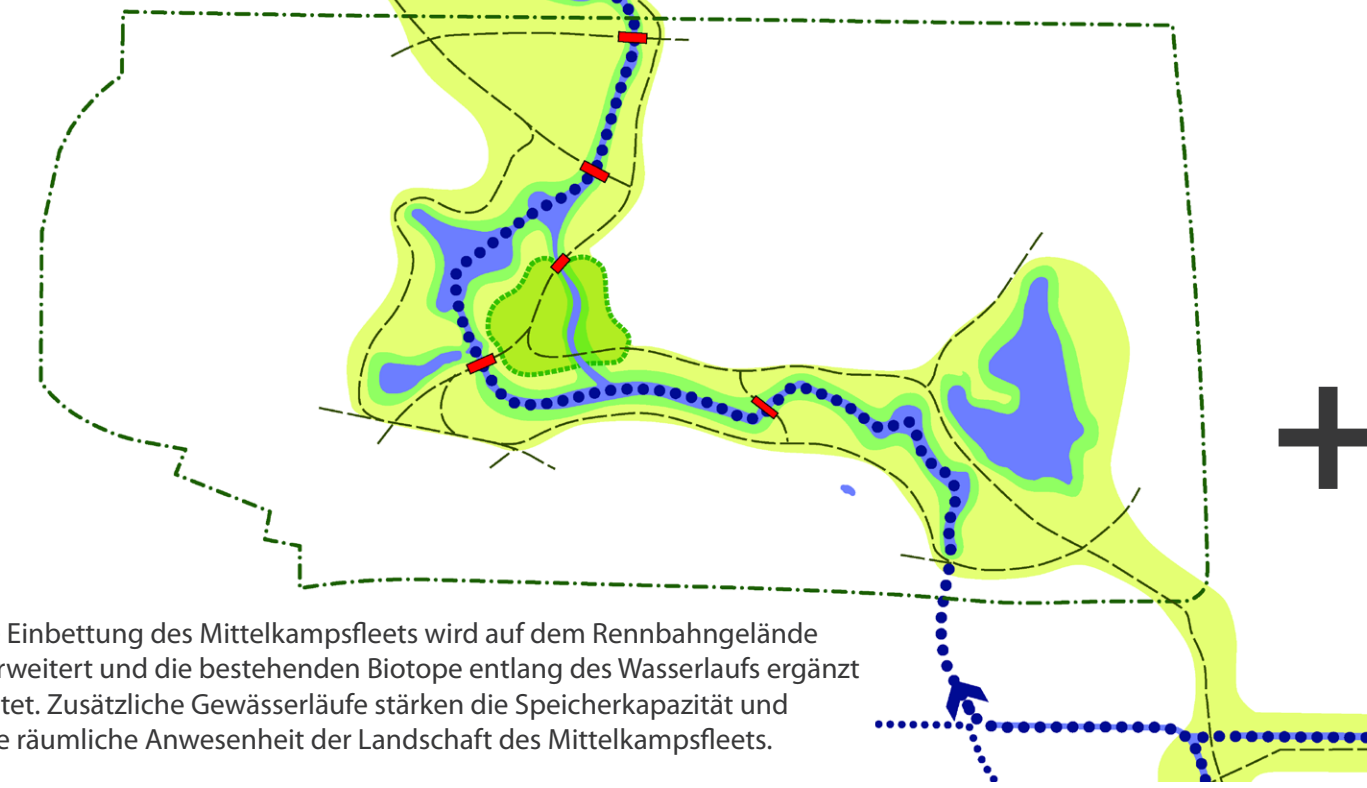 Einbettung des Mittelkampsfleets wird auf dem Rennbahngelände
rweitert und die bestehenden Biotope entlang des Wasserlaufs ergänzt
tet. Zusätzliche Gewässerläufe stärken die Speicherkapazität und
e räumliche Anwesenheit der Landschaft des Mittelkampsfleets.
+